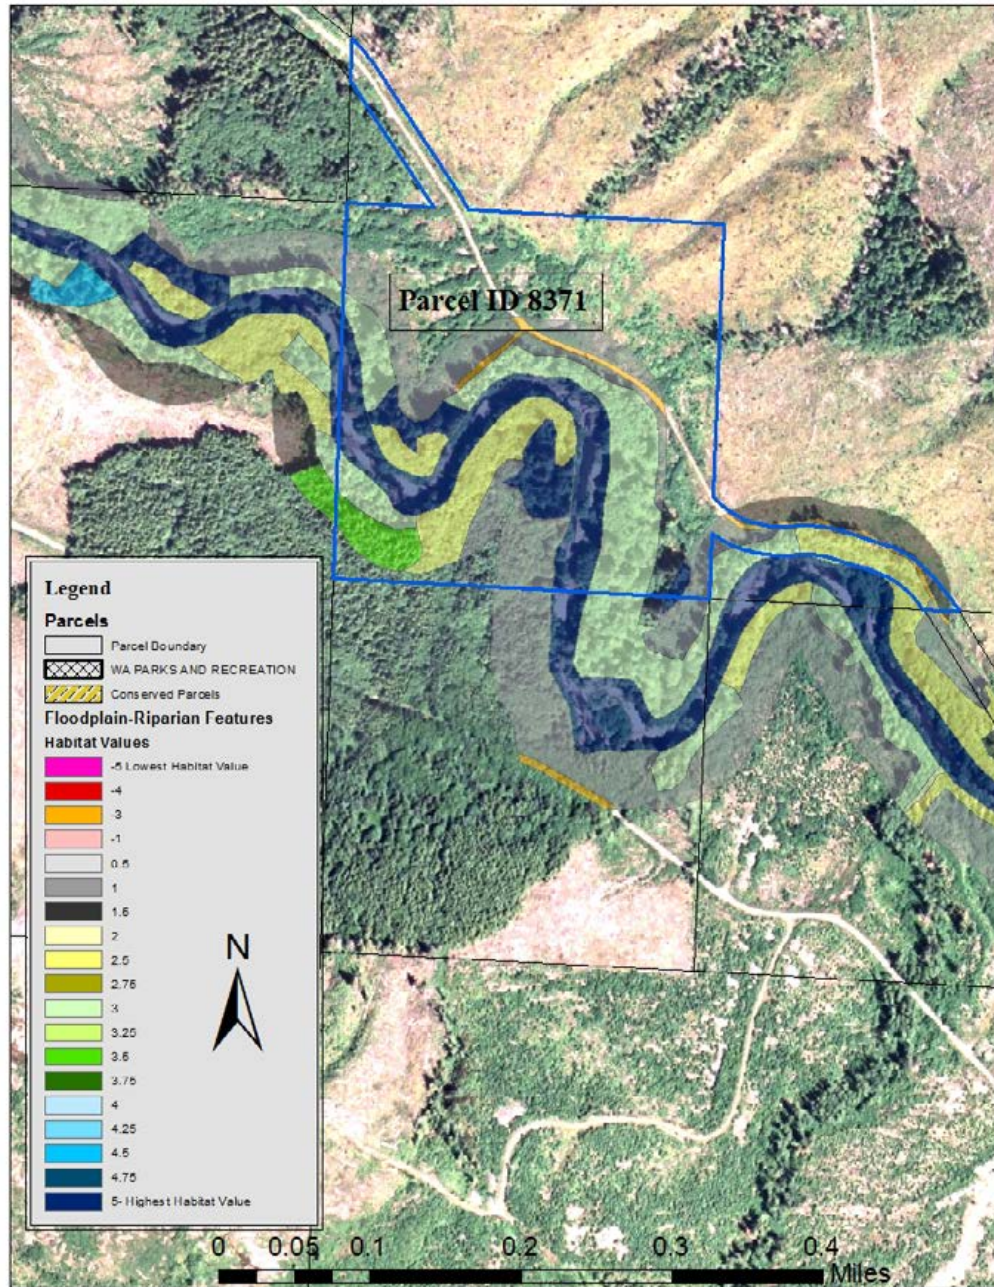 Parcel ID 8371
Legend
Parcels
Parcel Boundary
WA PARKS AND RECREATION
Conserved Parcels
Floodplain-Riparian Features
Habitat Values
-5 Lowest Habitat Value
-4
-3
-1
0.5
1
1.5
2
2.5
2.75
3
3.25
3.5
3.75
4
4.25
4.5
4.75
5- Highest Habitat Value
N
0 0.05 0.1 0.2 0.3 0.4
Miles